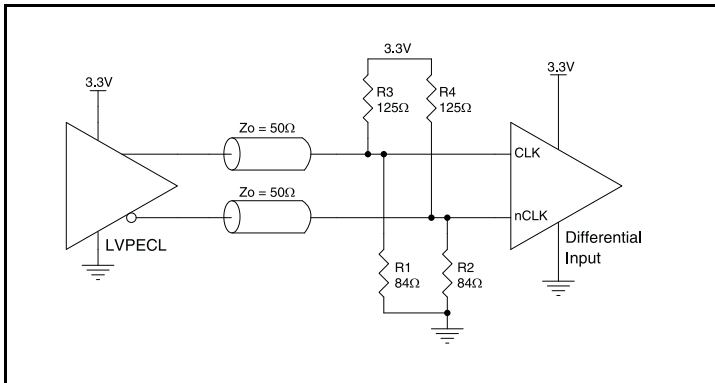 3.3V
3.3V
3.3V
R3
125Ω
R4
125Ω
Zo = 50Ω
CLK
Zo = 50Ω
nCLK
LVPECL
Differential
Input
R1
84Ω
R2
84Ω